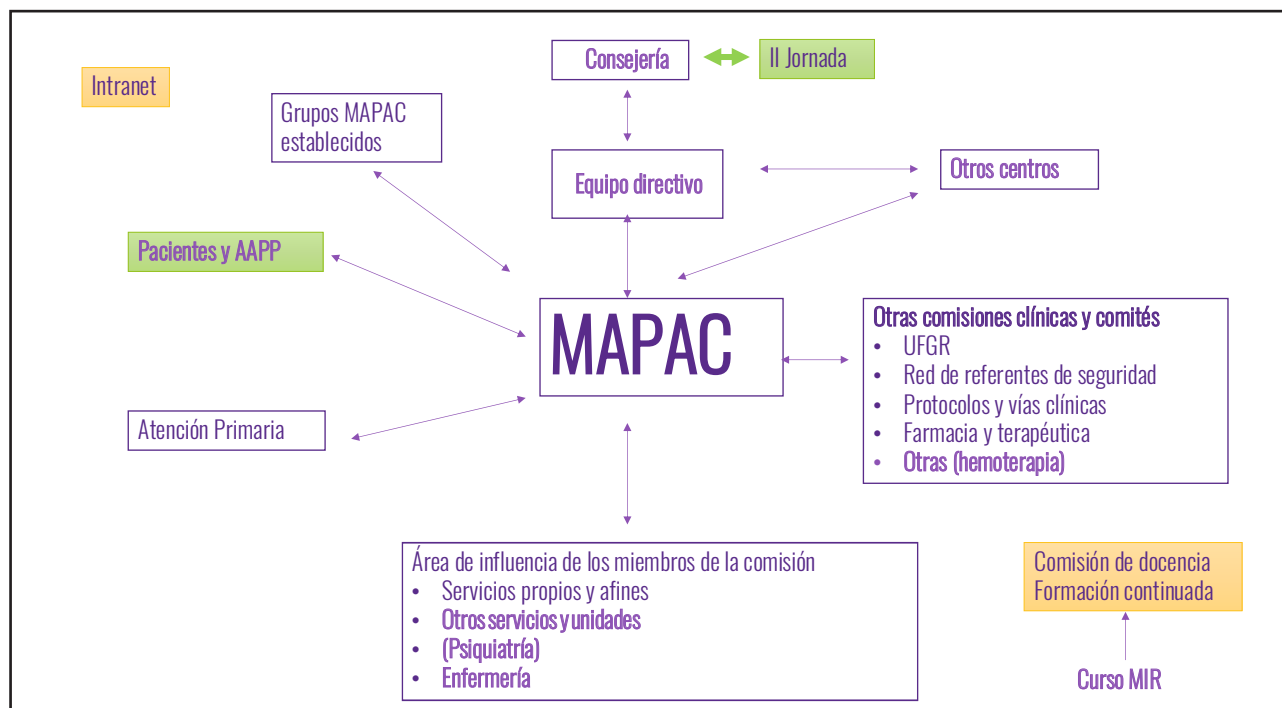 Consejería
II Jornada
Intranet
Grupos MAPAC
establecidos
Equipo directivo
Otros centros
Pacientes y AAPP
MAPAC
Otras comisiones clínicas y comités
• UFGR
• Red de referentes de seguridad
• Protocolos y vías clínicas
• Farmacia y terapéutica
• Otras (hemoterapia)
Atención Primaria
Área de influencia de los miembros de la comisión
• Servicios propios y afines
• Otros servicios y unidades
• (Psiquiatría)
• Enfermería
Comisión de docencia
Formación continuada
Curso MIR